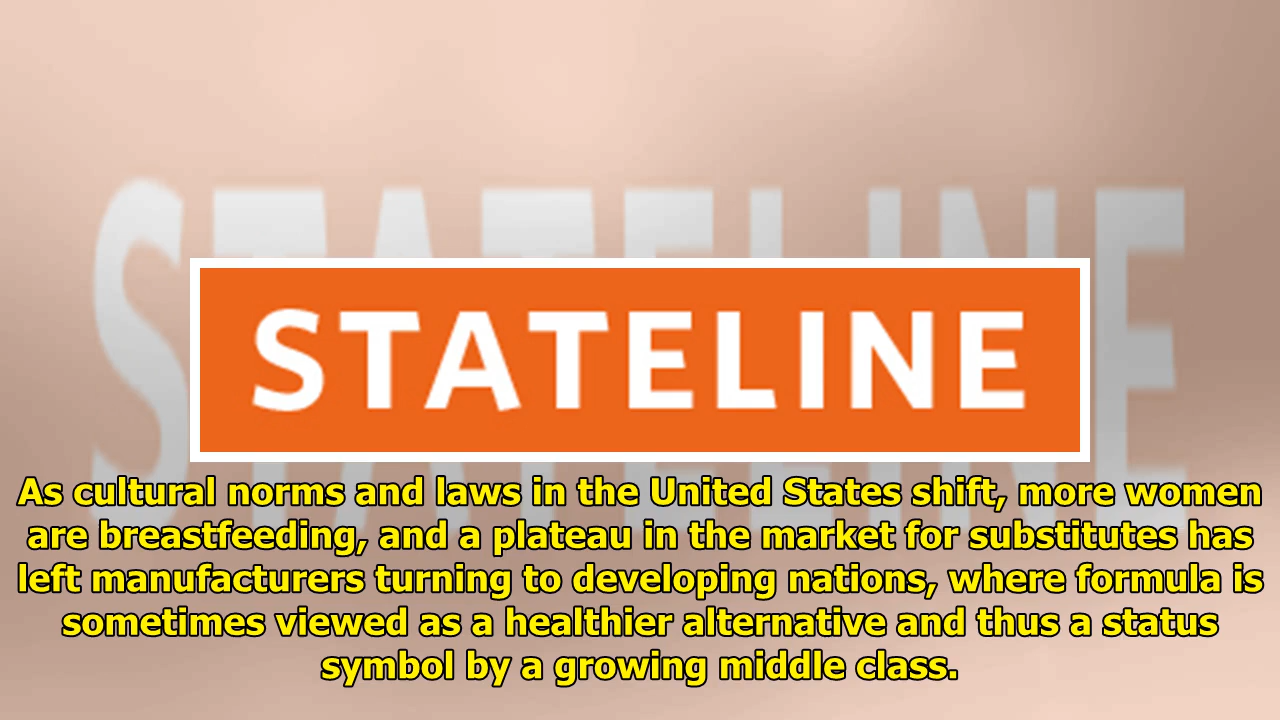 STATELINE
STATELINE
As cultural norms and laws in the United States shift, more women
are breastfeeding, and a plateau in the market for substitutes has
left manufacturers turning to developing nations, where formula is
sometimes viewed as a healthier alternative and thus a status
symbol by a growing middle class.